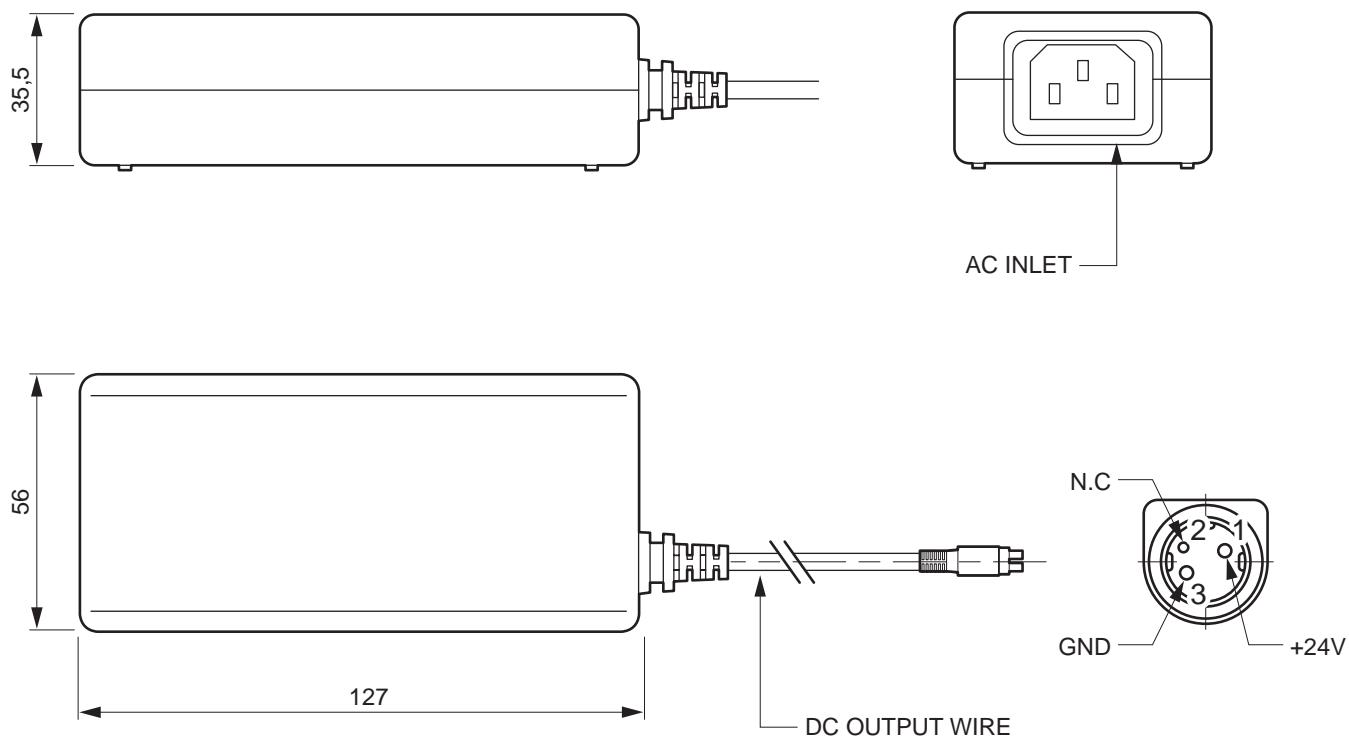 35,5
AC INLET
56
N.C
2
1
3
GND
+24V
127
DC OUTPUT WIRE